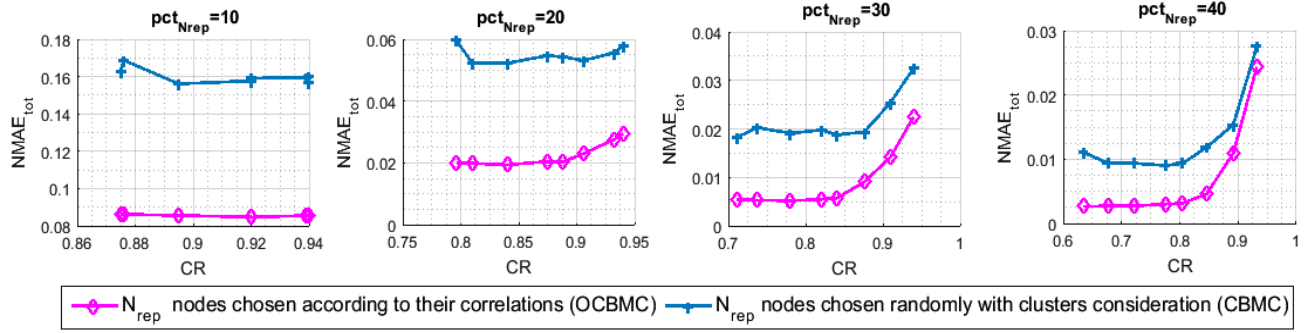 pct_Nrep=10
0.18
0.16
0.14
0.12
0.1
0.08
0.86 0.88 0.9 0.92 0.94
NMAE_tot
CR
pct_Nrep=20
0.06
0.04
0.02
0
0.75 0.8 0.85 0.9 0.95
NMAE_tot
CR
pct_Nrep=30
0.04
0.03
0.02
0.01
0
0.7 0.8 0.9 1
NMAE_tot
CR
pct_Nrep=40
0.03
0.02
0.01
0
0.6 0.7 0.8 0.9 1
NMAE_tot
CR
N_rep nodes chosen according to their correlations (OCBMC) N_rep nodes chosen randomly with clusters consideration (CBMC)